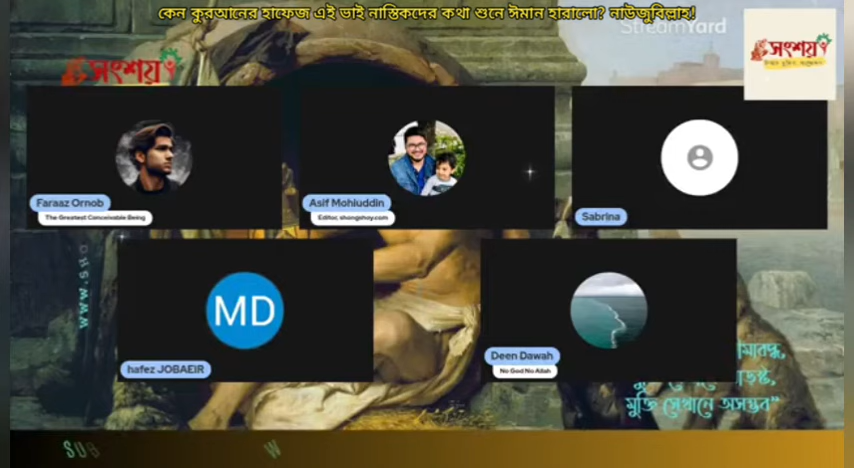 কেন কুরআনের হাফেজ এই ভাই নাস্তিকদের কথা শুনে ঈমান হারালো? নাউজুবিল্লাহ!
StreamYard
সংশয়
সংশয়
Faraaz Ornob
The Greatest Conceivable Being
Asif Mohiuddin
Editor, shongshoy.com
Sabrina
MD
hafez JOBAEIR
Deen Dawah
No God No Allah
মুক্তি সেখানে অসম্ভব”